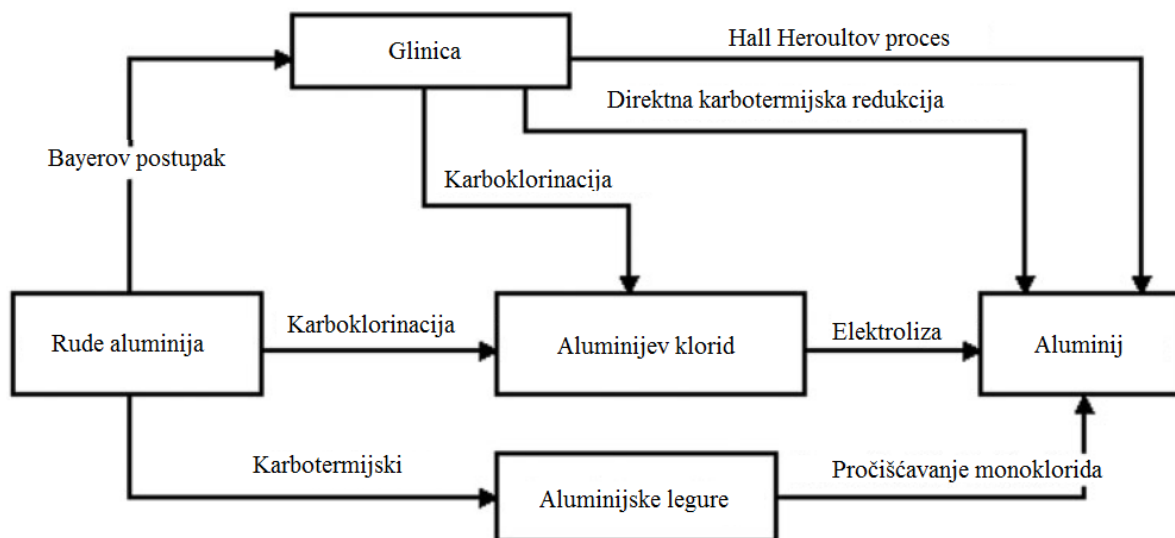 Glinica
Hall Heroultov proces
Direktna karbotermijska redukcija
Bayerov postupak
Karboklorinacija
Rude aluminija
Karboklorinacija
Aluminijev klorid
Elektroliza
Aluminij
Karbotermijski
Aluminijske legure
Pročišćavanje monoklorida